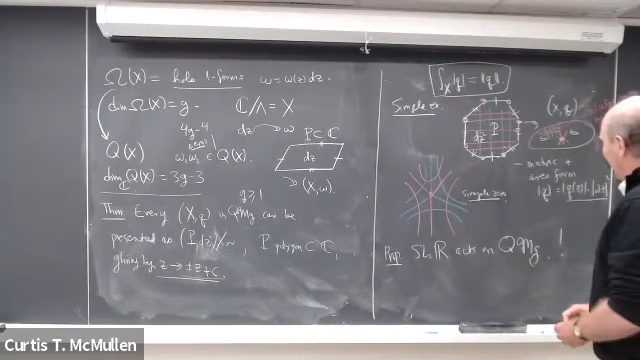 Ω(X) = holo 1-forms ω = ω(z)dz.
dim Ω(X) = g.
ℂ/Λ = X
dz → ω
4g-4
zeros
Q(X)
ω₁ω₂ ∈ Q(X).
dim_ℂ Q(X) = 3g-3
P ⊂ ℂ
dz
(X, ω).
g ≥ 1
Thm Every (X,q) in QM_g can be
presented as (P, dz²)/~, P polygon ⊂ ℂ,
gluing by z → ±z + c.
∫_X |q| = ||q||.
Simple ex.
P
dz²
(X, q)
- metric +
area form
|q| = |q(z)|·|dz|²
simple zero
Prop SL₂ℝ acts on QM_g !
Curtis T. McMullen